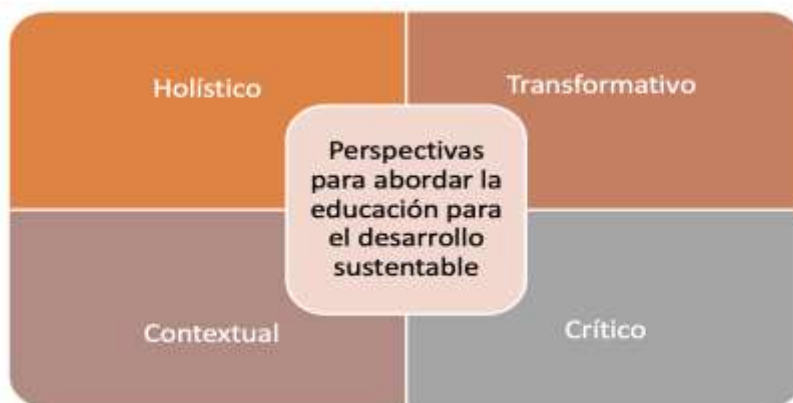 Holístico
Transformativo
Perspectivas
para abordar la
educación para
el desarrollo
sustentable
Contextual
Crítico